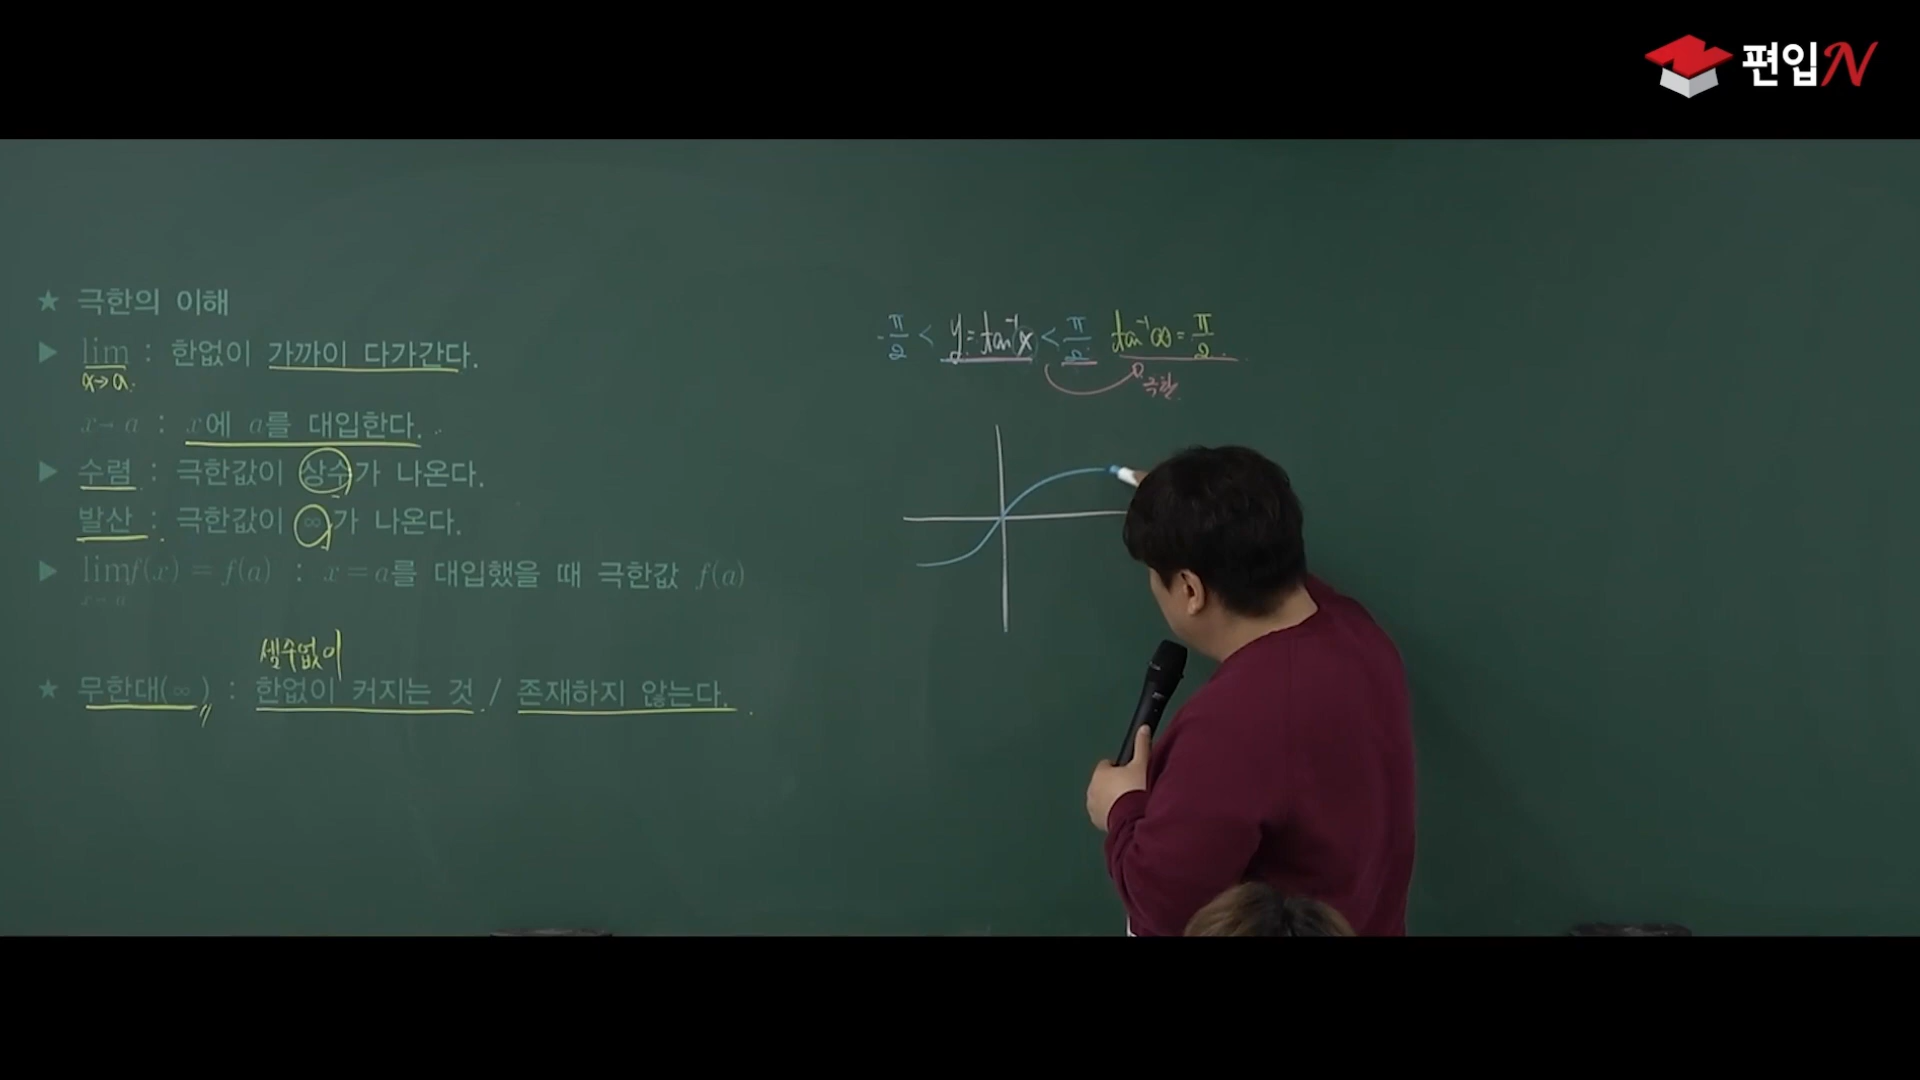 편입N
★ 극한의 이해
▶ lim x→a : 한없이 가까이 다가간다.
x→a : x에 a를 대입한다.
▶ 수렴 : 극한값이 상수가 나온다.
발산 : 극한값이 ∞가 나온다.
▶ lim x→a f(x) = f(a) : x=a를 대입했을 때 극한값 f(a)
셀수없이
★ 무한대(∞) : 한없이 커지는 것 / 존재하지 않는다.
-π/2 < y=tan⁻¹x < π/2 tan⁻¹∞=π/2
극한